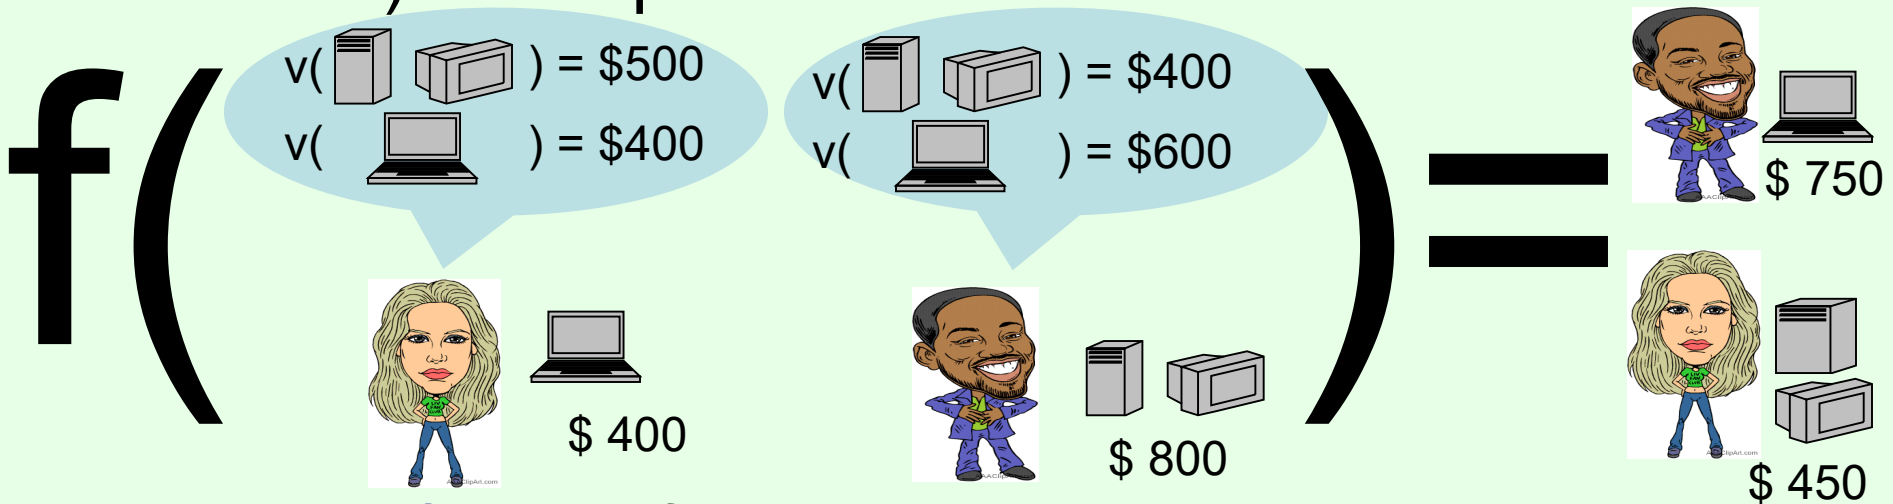 f(
v( ) = $500
v( ) = $400
v( ) = $400
v( ) = $600
$ 400
$ 800
) =
$ 750
$ 450